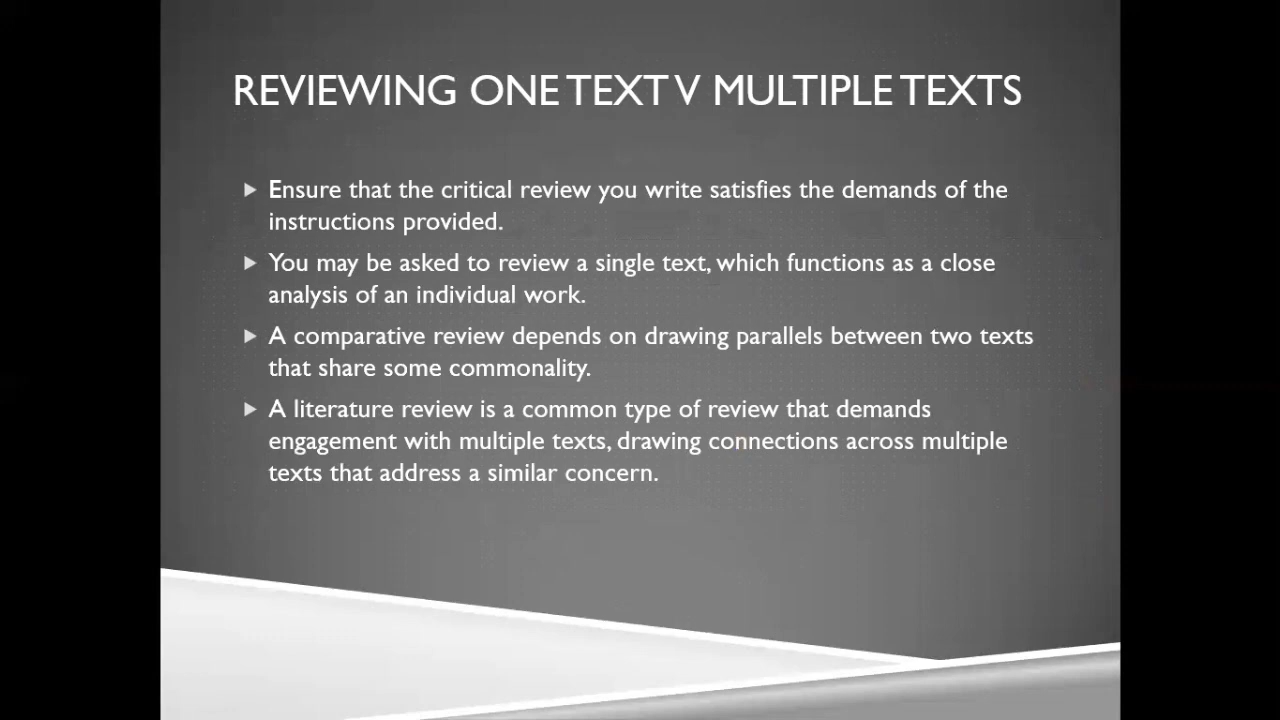 REVIEWING ONE TEXT V MULTIPLE TEXTS
Ensure that the critical review you write satisfies the demands of the
instructions provided.
You may be asked to review a single text, which functions as a close
analysis of an individual work.
A comparative review depends on drawing parallels between two texts
that share some commonality.
A literature review is a common type of review that demands
engagement with multiple texts, drawing connections across multiple
texts that address a similar concern.